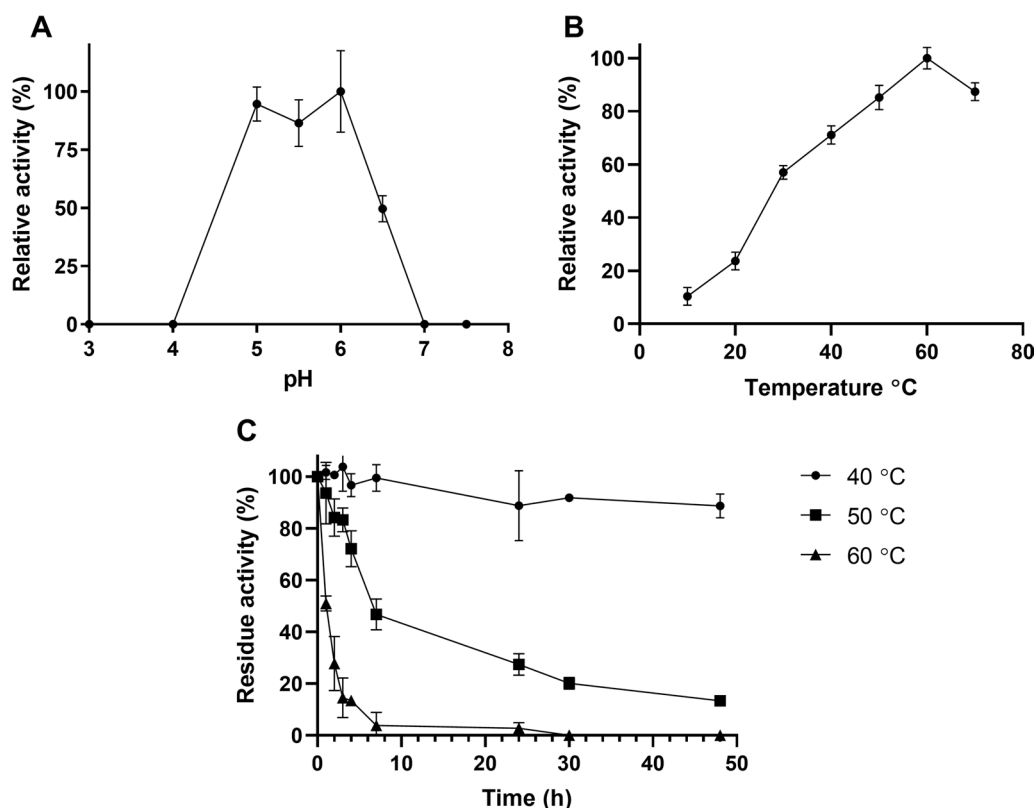 A
Relative activity (%)
100
75
50
25
0
3 4 5 6 7 8
pH
B
Relative activity (%)
100
80
60
40
20
0
0 20 40 60 80
Temperature °C
C
Residue activity (%)
100
80
60
40
20
0
0 10 20 30 40 50
Time (h)
40 °C
50 °C
60 °C